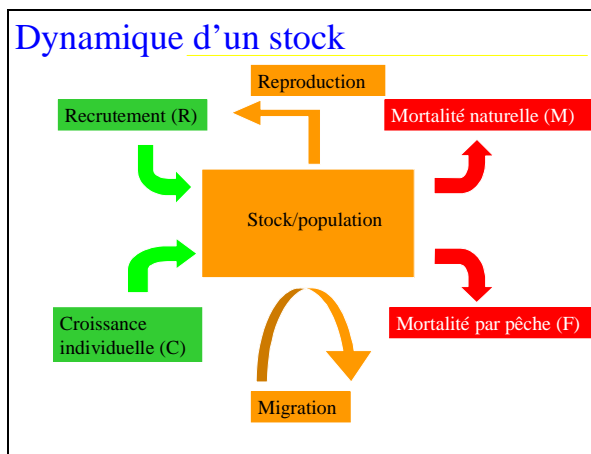 Dynamique d'un stock
Reproduction
Recrutement (R)
Mortalité naturelle (M)
Stock/population
Croissance
individuelle (C)
Mortalité par pêche (F)
Migration